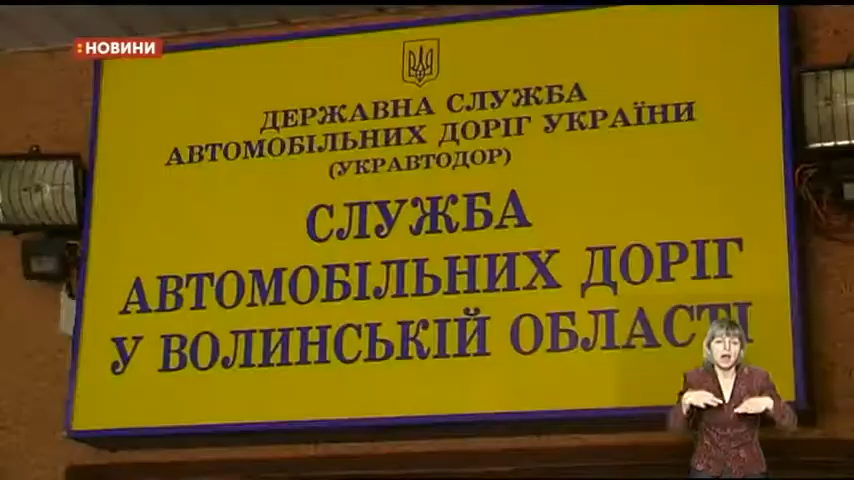 :НОВИНИ
ДЕРЖАВНА СЛУЖБА
АВТОМОБІЛЬНИХ ДОРІГ УКРАЇНИ
(УКРАВТОДОР)
СЛУЖБА
АВТОМОБІЛЬНИХ ДОРІГ
У ВОЛИНСЬКІЙ ОБЛАСТІ